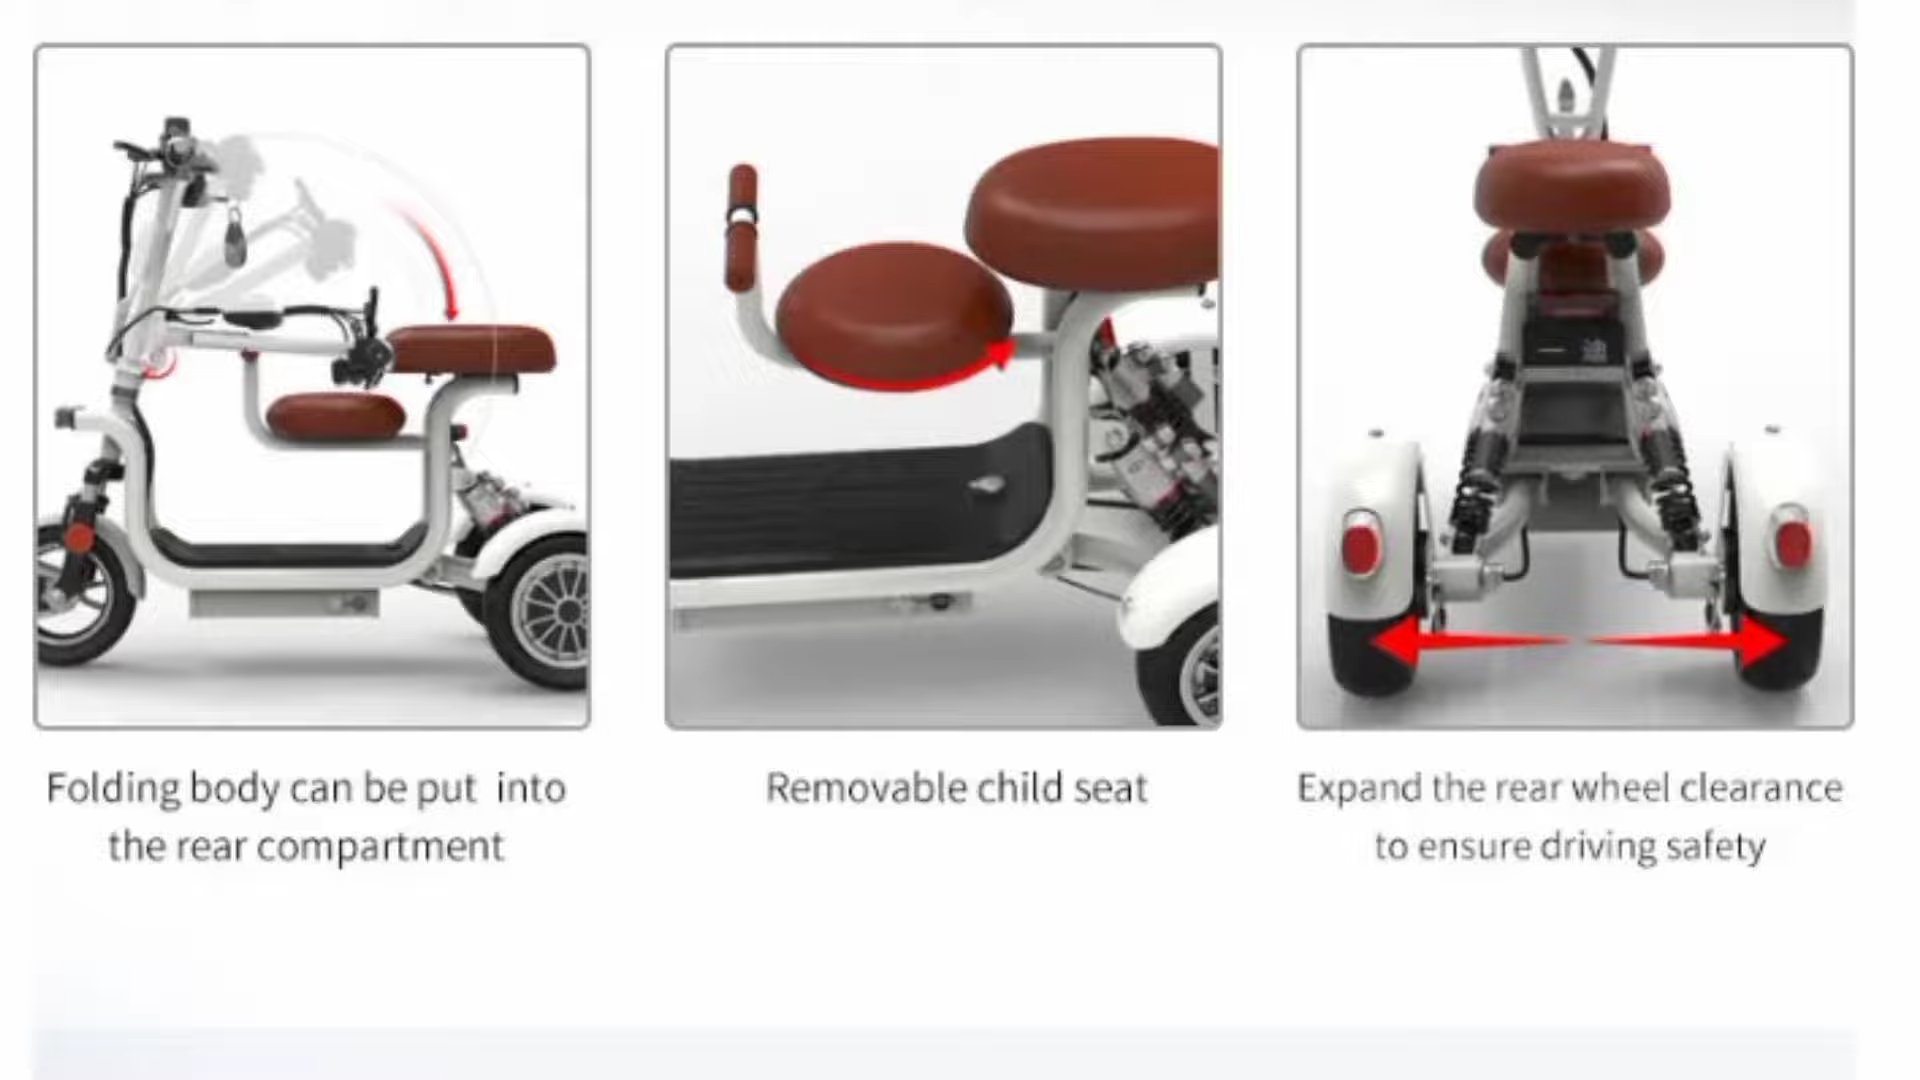 Folding body can be put into
the rear compartment
Removable child seat
Expand the rear wheel clearance
to ensure driving safety